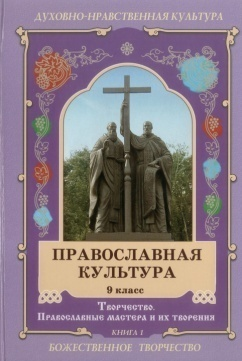 ДУХОВНО-НРАВСТВЕННАЯ КУЛЬТУРА
ПРАВОСЛАВНАЯ
КУЛЬТУРА
9 класс
Творчество.
Православные мастера и их творения
КНИГА 1
БОЖЕСТВЕННОЕ ТВОРЧЕСТВО